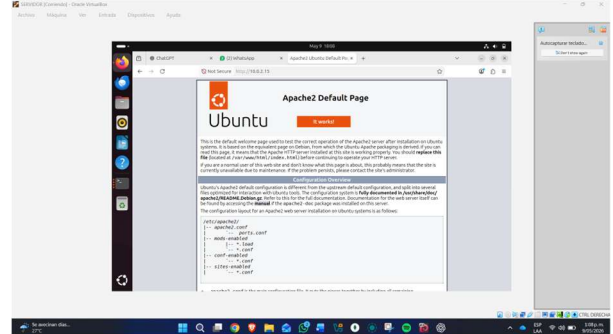 SERVIDOR [Corriendo] - Oracle VirtualBox
Archivo Máquina Ver Entrada Dispositivos Ayuda
May 9
ChatGPT
(2) WhatsApp
Apache2 Ubuntu Default Pa
Not Secure http://10.0.2.15
Apache2 Default Page
Ubuntu
It works!
This is the default welcome page used to test the correct operation of the Apache2 server after installation on Ubuntu
systems. It is based on the equivalent page on Debian, from which the Ubuntu Apache packaging is derived. If you can
read this page, it means that the Apache HTTP server installed at this site is working properly. You should replace this
file (located at /var/www/html/index.html) before continuing to operate your HTTP server.
If you are a normal user of this web site and don't know what this page is about, this probably means that the site is
currently unavailable due to maintenance. If the problem persists, please contact the site's administrator.
Configuration Overview
Ubuntu's Apache2 default configuration is different from the upstream default configuration, and split into several
files optimized for interaction with Ubuntu tools. The configuration system is fully documented in /usr/share/doc/
apache2/README.Debian.gz. Refer to this for the full documentation. Documentation for the web server itself can
be found by accessing the manual if the apache2-doc package was installed on this server.
The configuration layout for an Apache2 web server installation on Ubuntu systems is as follows:
/etc/apache2/
|-- apache2.conf
|   `-- ports.conf
|-- mods-enabled
|   |-- *.load
|   `-- *.conf
|-- conf-enabled
|   `-- *.conf
|-- sites-enabled
|   `-- *.conf
Autocapturar teclado...
CTRL DERECHA
Se avecinan días...
27°C
ESP
LAA
1:08 p.m.
9/05/2026